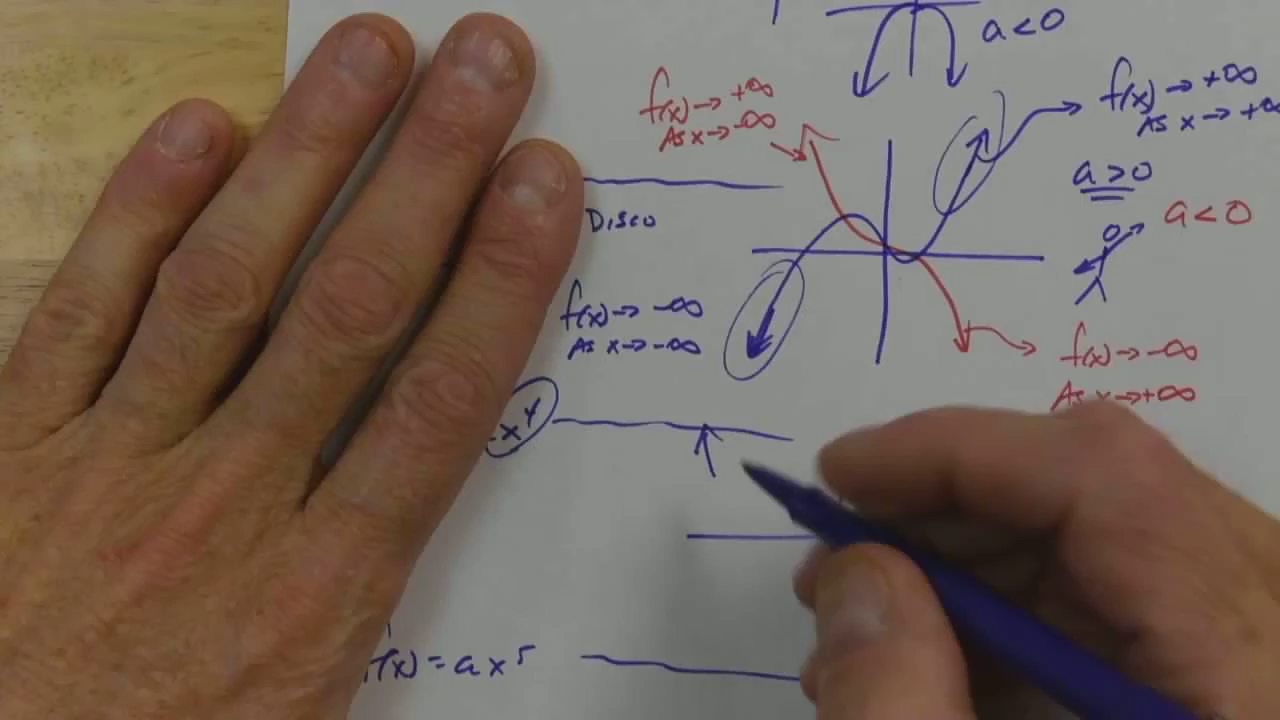 a < 0
f(x) → +∞
As x → -∞
f(x) → +∞
As x → +∞
a > 0
a < 0
Disco
f(x) → -∞
As x → -∞
f(x) → -∞
As x → +∞
x⁴
f(x) = ax⁵